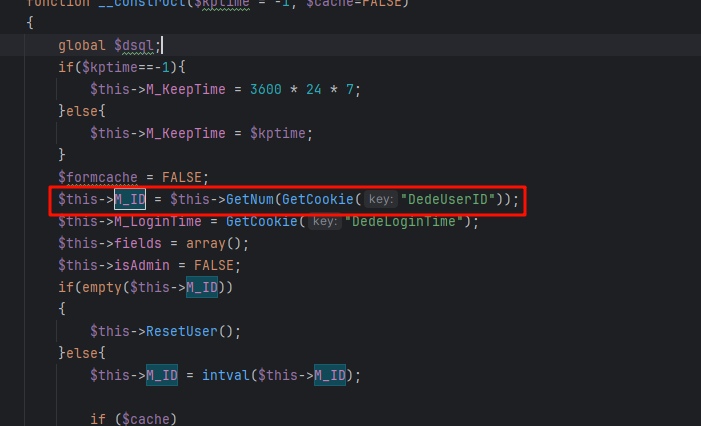 function __construct($kptime = -1, $cache=FALSE)
{
global $dsql;
if($kptime==-1){
$this->M_KeepTime = 3600 * 24 * 7;
}else{
$this->M_KeepTime = $kptime;
}
$formcache = FALSE;
$this->M_ID = $this->GetNum(GetCookie( key: "DedeUserID"));
$this->M_LoginTime = GetCookie( key: "DedeLoginTime");
$this->fields = array();
$this->isAdmin = FALSE;
if(empty($this->M_ID))
{
$this->ResetUser();
}else{
$this->M_ID = intval($this->M_ID);
if ($cache)